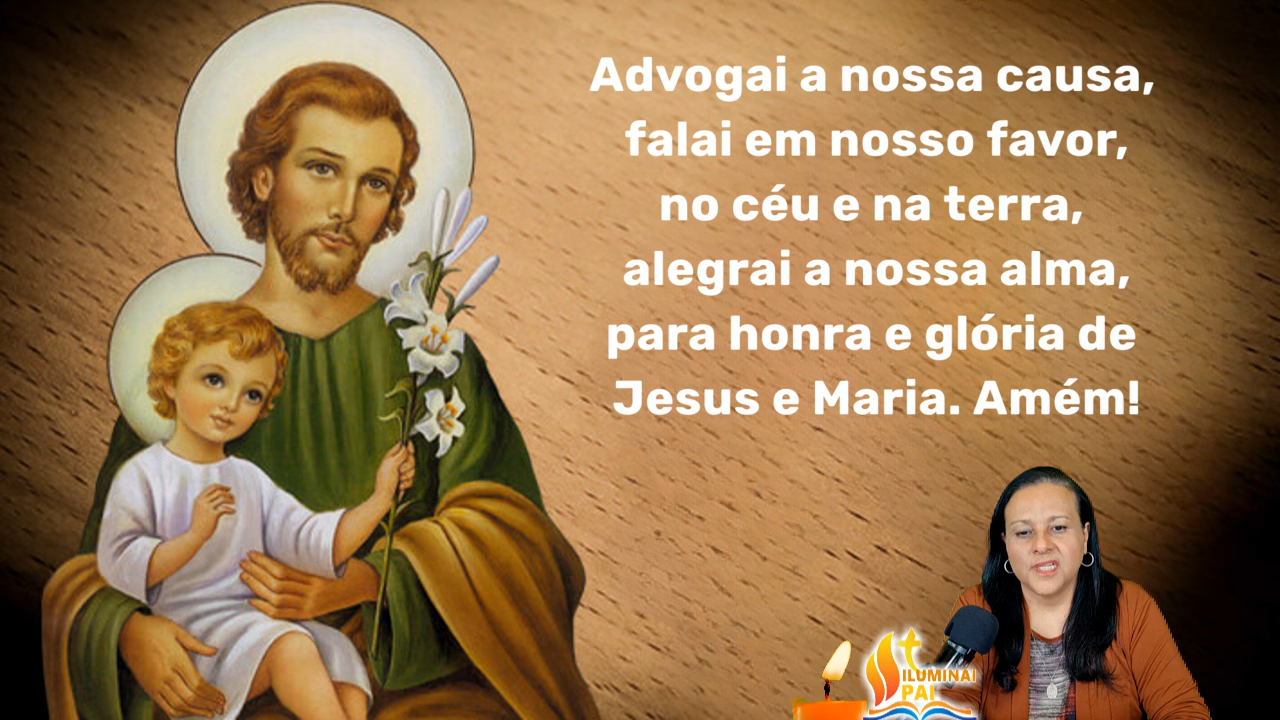 Advogai a nossa causa,
falai em nosso favor,
no céu e na terra,
alegrai a nossa alma,
para honra e glória de
Jesus e Maria. Amém!
ILUMINAI
PAI